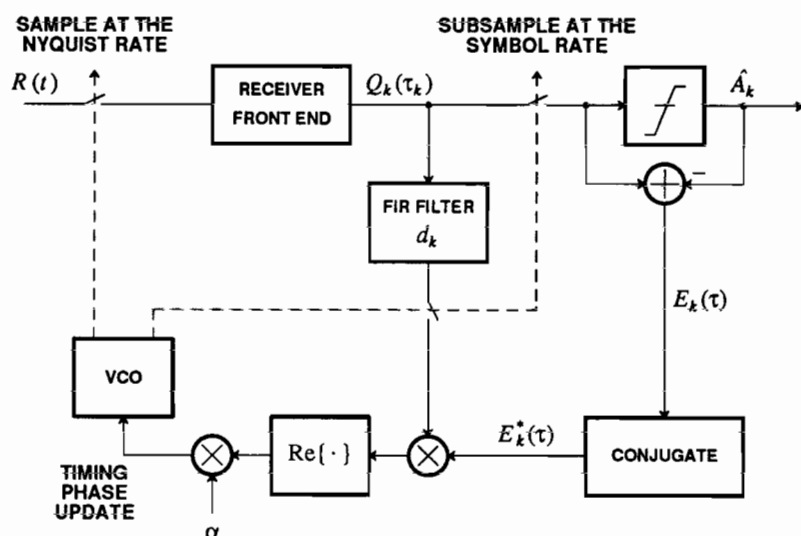 SAMPLE AT THE
NYQUIST RATE
SUBSAMPLE AT THE
SYMBOL RATE
R(t)
RECEIVER
FRONT END
Q_k(τ_k)
Â_k
FIR FILTER
d_k
−
E_k(τ)
VCO
Re{·}
E*_k(τ)
CONJUGATE
TIMING
PHASE
UPDATE
α